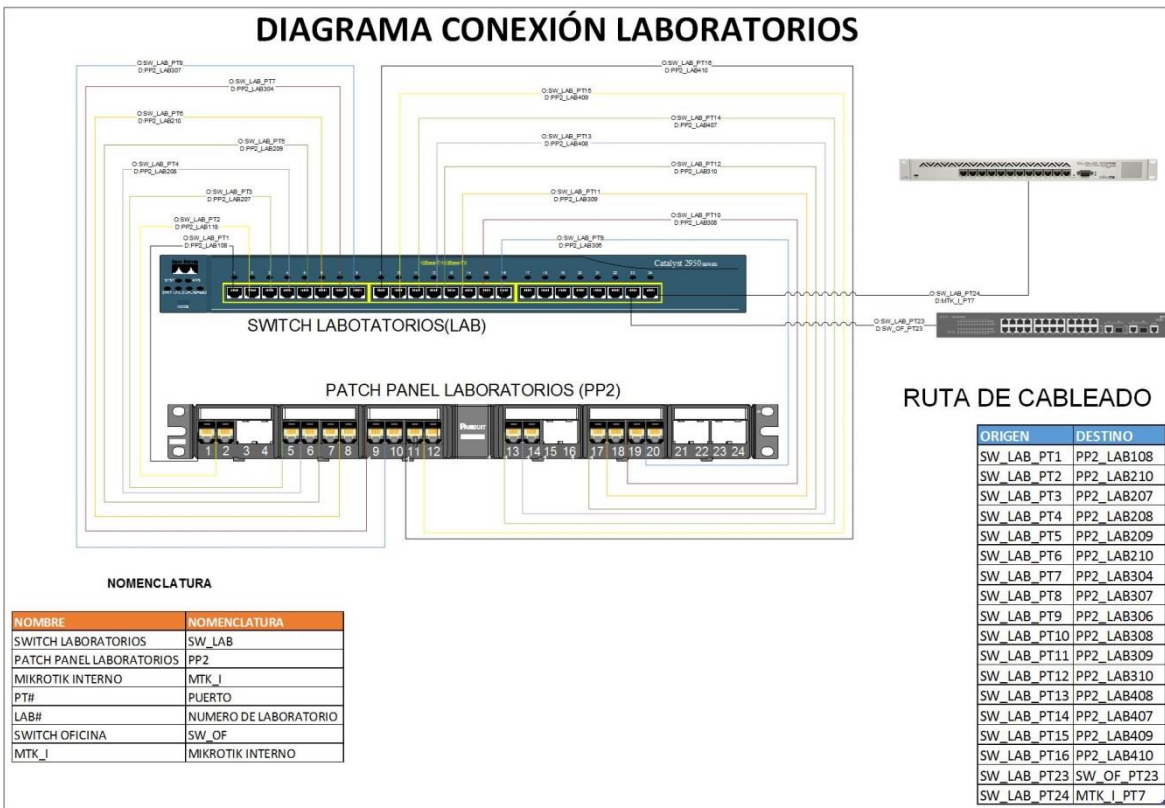 DIAGRAMA CONEXIÓN LABORATORIOS
O:SW_LAB_PT8
D:PP2_LAB307
O:SW_LAB_PT7
D:PP2_LAB304
O:SW_LAB_PT6
D:PP2_LAB210
O:SW_LAB_PT5
D:PP2_LAB209
O:SW_LAB_PT4
D:PP2_LAB208
O:SW_LAB_PT3
D:PP2_LAB207
O:SW_LAB_PT2
D:PP2_LAB110
O:SW_LAB_PT1
D:PP2_LAB108
O:SW_LAB_PT16
D:PP2_LAB410
O:SW_LAB_PT15
D:PP2_LAB409
O:SW_LAB_PT14
D:PP2_LAB407
O:SW_LAB_PT13
D:PP2_LAB408
O:SW_LAB_PT12
D:PP2_LAB310
O:SW_LAB_PT11
D:PP2_LAB309
O:SW_LAB_PT10
D:PP2_LAB308
O:SW_LAB_PT9
D:PP2_LAB306
Catalyst 2950 SERIES
O:SW_LAB_PT24
D:MTK_I_PT7
O:SW_LAB_PT23
D:SW_OF_PT23
SWITCH LABOTATORIOS(LAB)
PATCH PANEL LABORATORIOS (PP2)
PANDUIT
1 2 3 4 5 6 7 8 9 10 11 12 13 14 15 16 17 18 19 20 21 22 23 24
RUTA DE CABLEADO
ORIGEN DESTINO
SW_LAB_PT1 PP2_LAB108
SW_LAB_PT2 PP2_LAB210
SW_LAB_PT3 PP2_LAB207
SW_LAB_PT4 PP2_LAB208
SW_LAB_PT5 PP2_LAB209
SW_LAB_PT6 PP2_LAB210
SW_LAB_PT7 PP2_LAB304
SW_LAB_PT8 PP2_LAB307
SW_LAB_PT9 PP2_LAB306
SW_LAB_PT10 PP2_LAB308
SW_LAB_PT11 PP2_LAB309
SW_LAB_PT12 PP2_LAB310
SW_LAB_PT13 PP2_LAB408
SW_LAB_PT14 PP2_LAB407
SW_LAB_PT15 PP2_LAB409
SW_LAB_PT16 PP2_LAB410
SW_LAB_PT23 SW_OF_PT23
SW_LAB_PT24 MTK_I_PT7
NOMENCLATURA
NOMBRE NOMENCLATURA
SWITCH LABORATORIOS SW_LAB
PATCH PANEL LABORATORIOS PP2
MIKROTIK INTERNO MTK_I
PT# PUERTO
LAB# NUMERO DE LABORATORIO
SWITCH OFICINA SW_OF
MTK_I MIKROTIK INTERNO